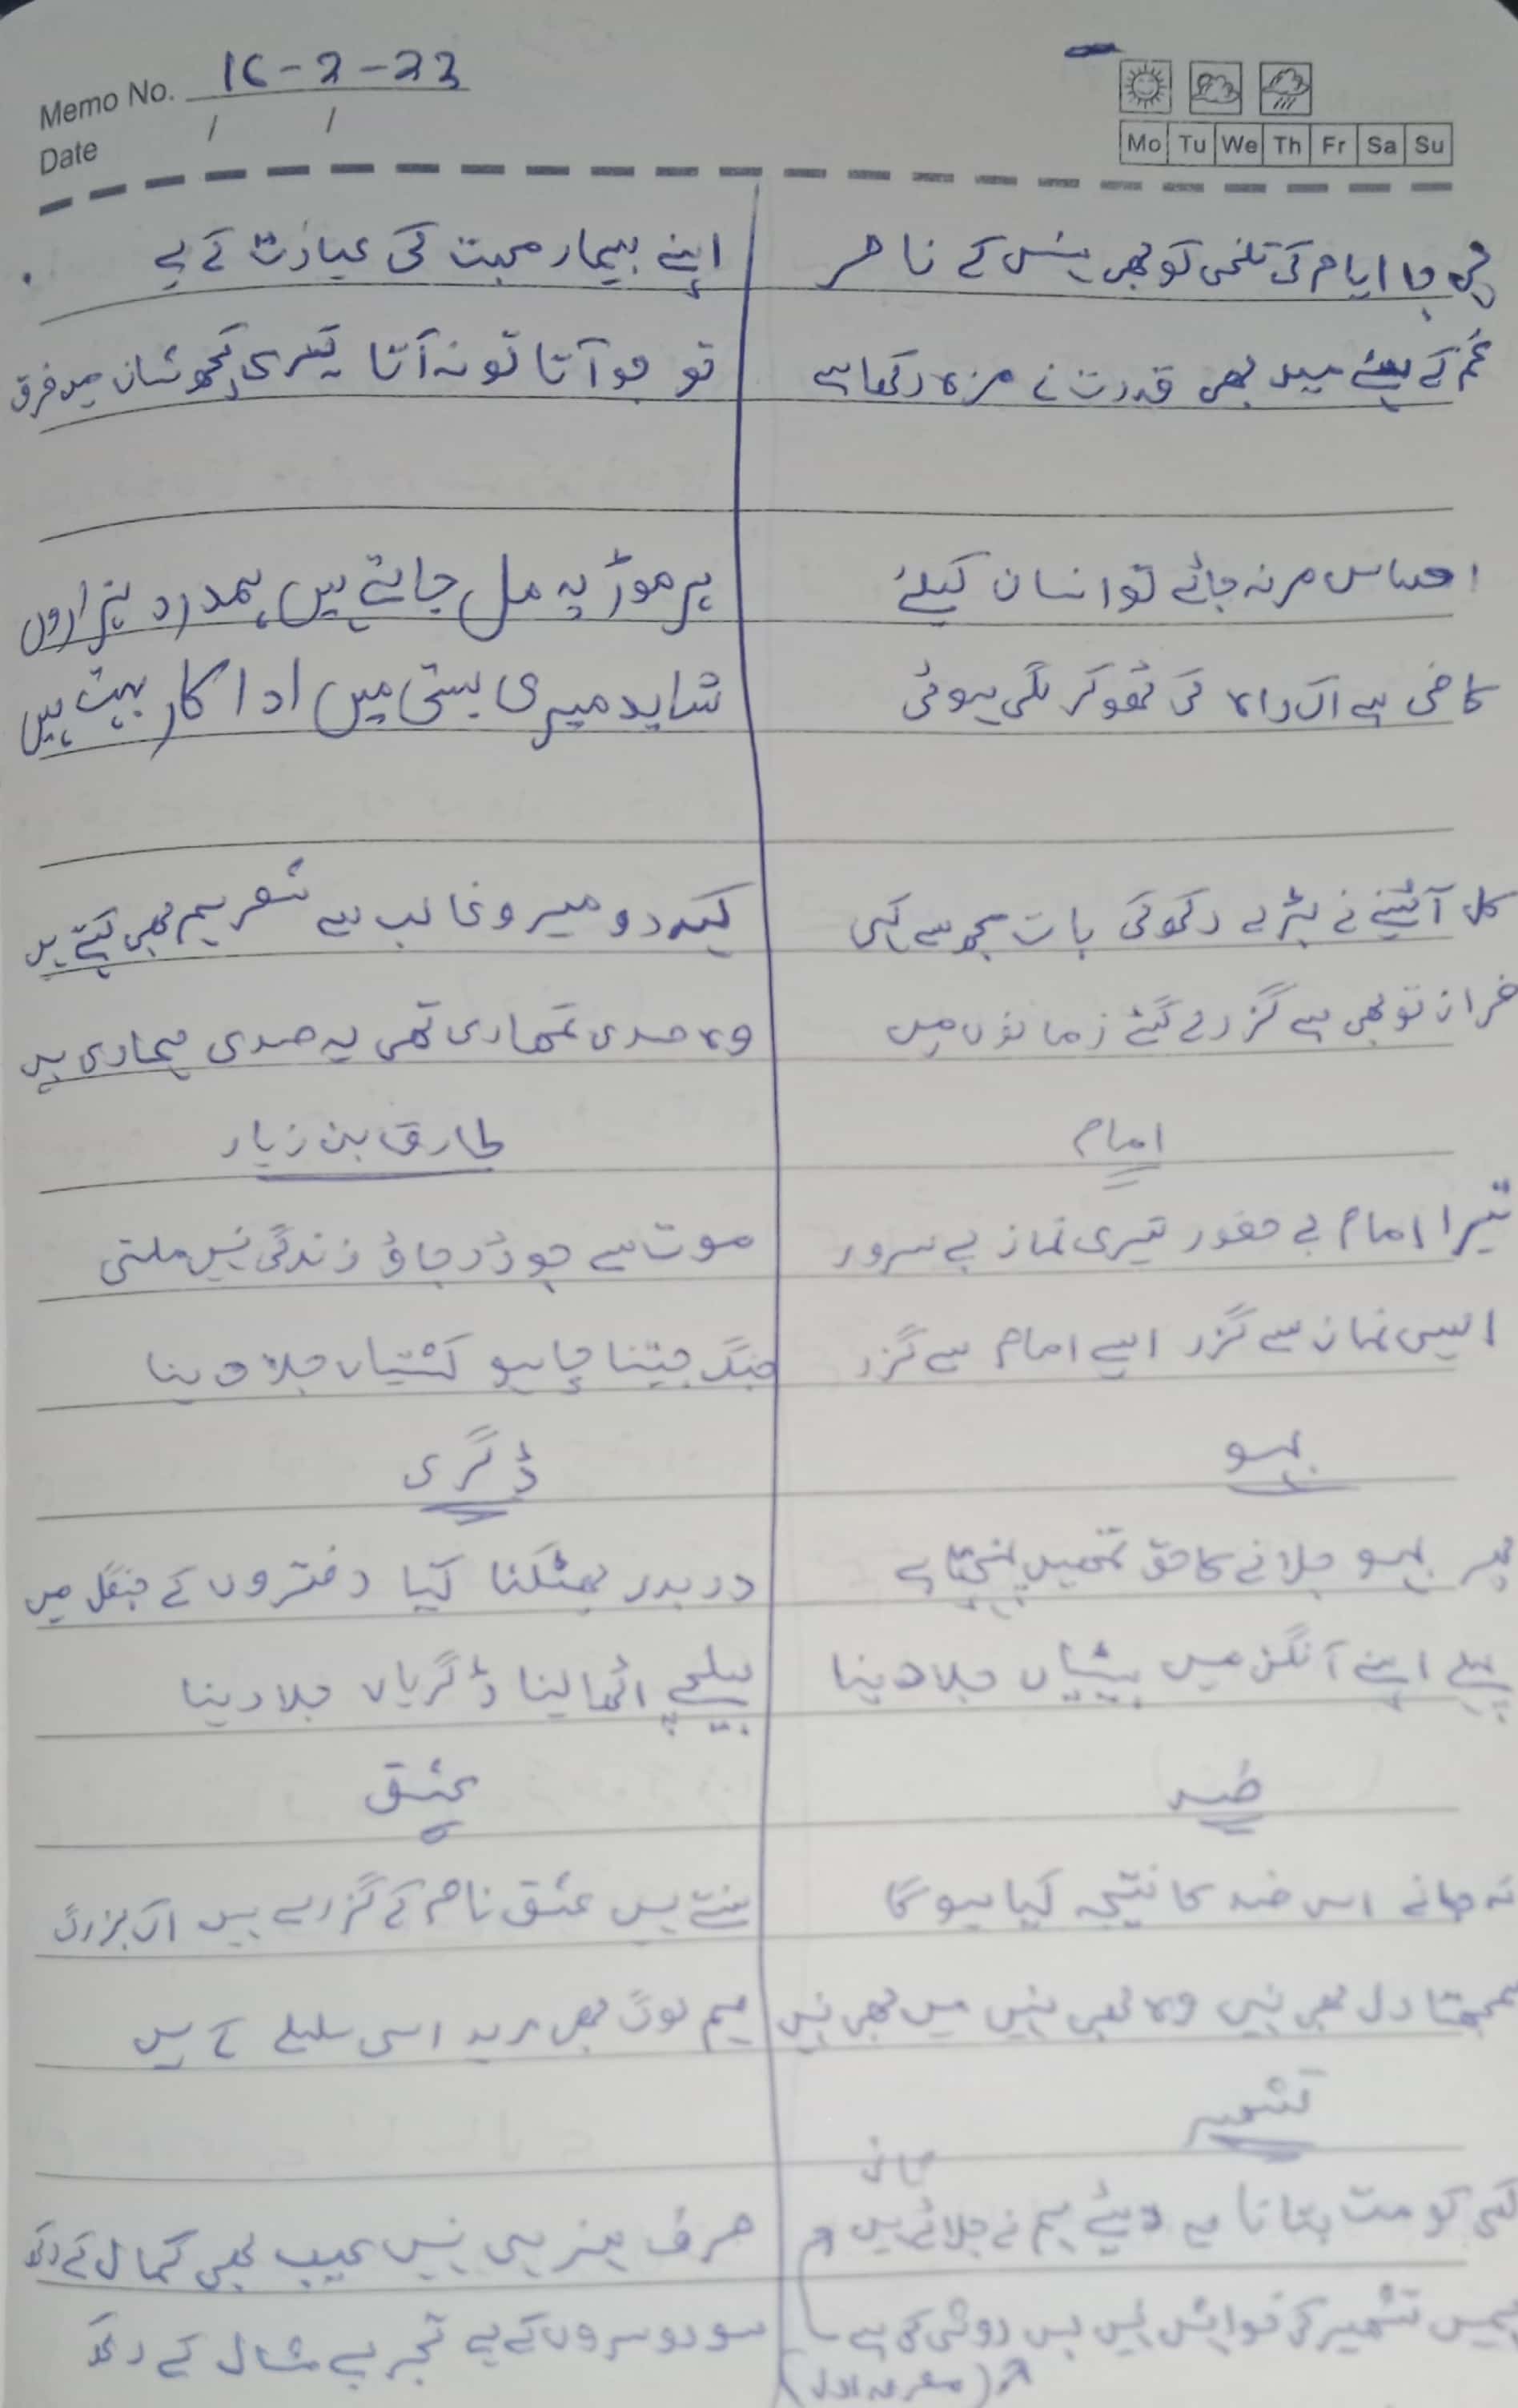 Memo No. 16-2-23
Date / /
Mo Tu We Th Fr Sa Su
پی جا ایام کی تلخی کو بھی ہنس کے ناصر
غم کے سہنے میں بھی قدرت نے مزہ رکھا ہے
احساس مر نہ جائے تو انسان کیلئے
کافی ہے اک راہ کی ٹھوکر لگی ہوئی
کل آئینے نے بڑے دکھ کی بات مجھ سے کہی
فراز تو بھی ہے گزرے گئے زمانوں میں
امام
تیرا امام بے حضور تیری نماز بے سرور
ایسی نماز سے گزر ایسے امام سے گزر
بہو
پھر بہو جلانے کا حق تمھیں پہنچتا ہے
پہلے اپنے آنگن میں بیٹیاں جلا دینا
ضد
نہ جانے اس ضد کا نتیجہ کیا ہوگا
سمجھتا دل بھی نہیں وہ بھی نہیں میں بھی نہیں
تشہیر
جانی
کسی کو مت بتانا یہ دیئے ہم نے جلائے ہیں
ہمیں تشہیر کی خواہش نہیں بس روشنی کی ہے
(مصرعہ اول)
اپنے بیمار محبت کی عیادت کے لیے
تو جو آتا تو نہ آتا تیری کچھ شان میں فرق
ہر موڑ پہ مل جاتے ہیں ہمدرد ہزاروں
شاید میری بستی میں اداکار بہت ہیں
کہہ دو میر و غالب سے شعر ہم بھی کہتے ہیں
وہ صدی تمھاری تھی یہ صدی ہماری ہے
طارق بن زیاد
موت سے جو ڈر جاؤ زندگی نہیں ملتی
جنگ جیتنا چاہو کشتیاں جلا دینا
ڈگری
در بدر بھٹکنا کیا دفتروں کے جنگل میں
بیلچے اٹھا لینا ڈگریاں جلا دینا
عشق
سنتے ہیں عشق نام کے گزرے ہیں اک بزرگ
ہم لوگ بھی مرید اسی سلسلے کے ہیں
صرف ہنر ہی نہیں عیب بھی کمال کے رکھ
سو دوسروں کے لیے تجربے مثال کے رکھ